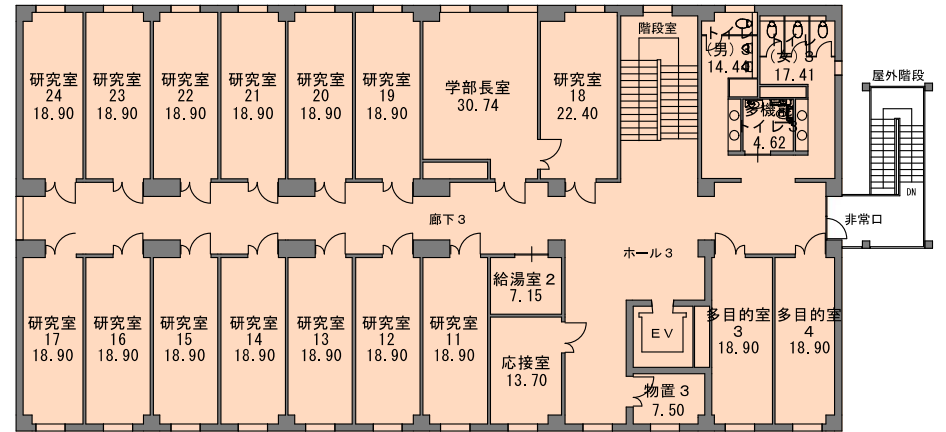 研究室
24
18.90
研究室
23
18.90
研究室
22
18.90
研究室
21
18.90
研究室
20
18.90
研究室
19
18.90
学部長室
30.74
研究室
18
22.40
階段室
トイレ
(男)3
14.44
トイレ
(女)3
17.41
多機能
トイレ3
4.62
屋外階段
DN
非常口
廊下3
ホール3
研究室
17
18.90
研究室
16
18.90
研究室
15
18.90
研究室
14
18.90
研究室
13
18.90
研究室
12
18.90
研究室
11
18.90
給湯室2
7.15
応接室
13.70
EV
物置3
7.50
多目的室
3
18.90
多目的室
4
18.90